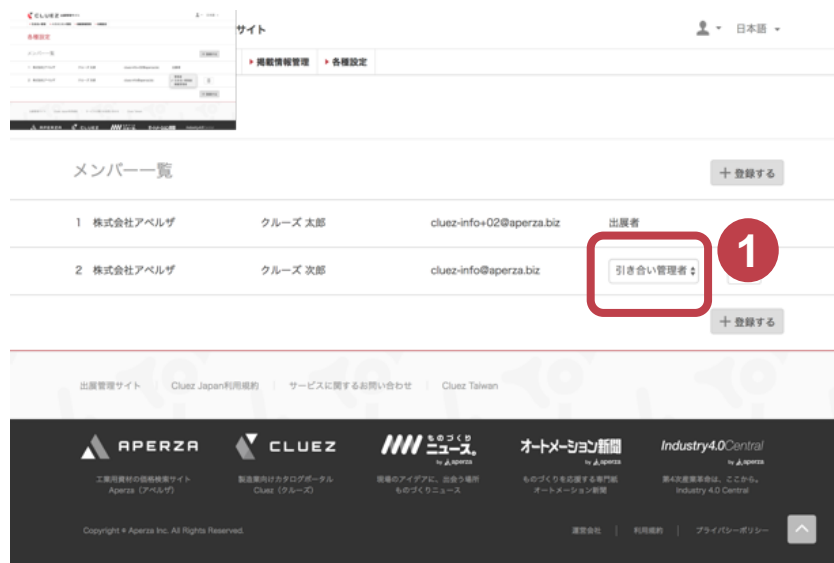 CLUEZ
各種設定
サイト
日本語
掲載情報管理 各種設定
メンバー一覧
+ 登録する
1 株式会社アペルザ クルーズ 太郎 cluez-info+02@aperza.biz 出展者
1
2 株式会社アペルザ クルーズ 次郎 cluez-info@aperza.biz 引き合い管理者
+ 登録する
出展管理サイト Cluez Japan利用規約 サービスに関するお問い合わせ Cluez Taiwan
APERZA CLUEZ ものづくりニュース。 by aperza オートメーション新聞 by aperza Industry4.0Central by aperza
工業用資材の価格検索サイト 製造業向けカタログポータル 現場のアイデアに、出会う場所 ものづくりを応援する専門紙 第4次産業革命は、ここから。
Aperza（アペルザ） Cluez（クルーズ） ものづくりニュース オートメーション新聞 Industry 4.0 Central
Copyright © Aperza Inc. All Rights Reserved. 運営会社 | 利用規約 | プライバシーポリシー